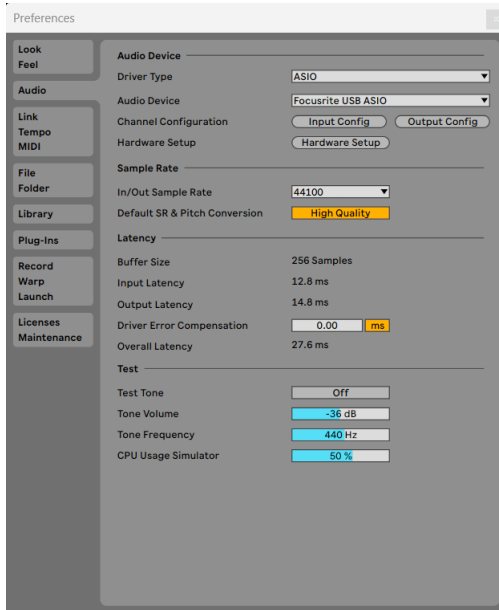 Preferences
Look
Feel
Audio
Link
Tempo
MIDI
File
Folder
Library
Plug-Ins
Record
Warp
Launch
Licenses
Maintenance
Audio Device
Driver Type ASIO
Audio Device Focusrite USB ASIO
Channel Configuration Input Config Output Config
Hardware Setup Hardware Setup
Sample Rate
In/Out Sample Rate 44100
Default SR & Pitch Conversion High Quality
Latency
Buffer Size 256 Samples
Input Latency 12.8 ms
Output Latency 14.8 ms
Driver Error Compensation 0.00 ms
Overall Latency 27.6 ms
Test
Test Tone Off
Tone Volume -36 dB
Tone Frequency 440 Hz
CPU Usage Simulator 50 %